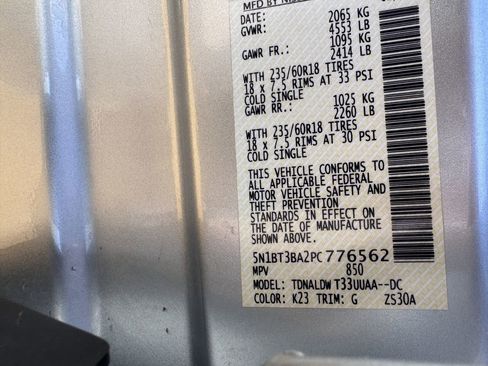 MFD BY NISS
DATE:
GVWR: 2065 KG
4553 LB
GAWR FR.: 1095 KG
2414 LB
WITH 235/60R18 TIRES
18 x 7.5 RIMS AT 33 PSI
COLD SINGLE
GAWR RR.: 1025 KG
2260 LB
WITH 235/60R18 TIRES
18 x 7.5 RIMS AT 30 PSI
COLD SINGLE
THIS VEHICLE CONFORMS TO
ALL APPLICABLE FEDERAL
MOTOR VEHICLE SAFETY AND
THEFT PREVENTION
STANDARDS IN EFFECT ON
THE DATE OF MANUFACTURE
SHOWN ABOVE.
5N1BT3BA2PC776562
MPV 850
MODEL: TDNALDW T33UUAA--DC
COLOR: K23 TRIM: G ZS30A